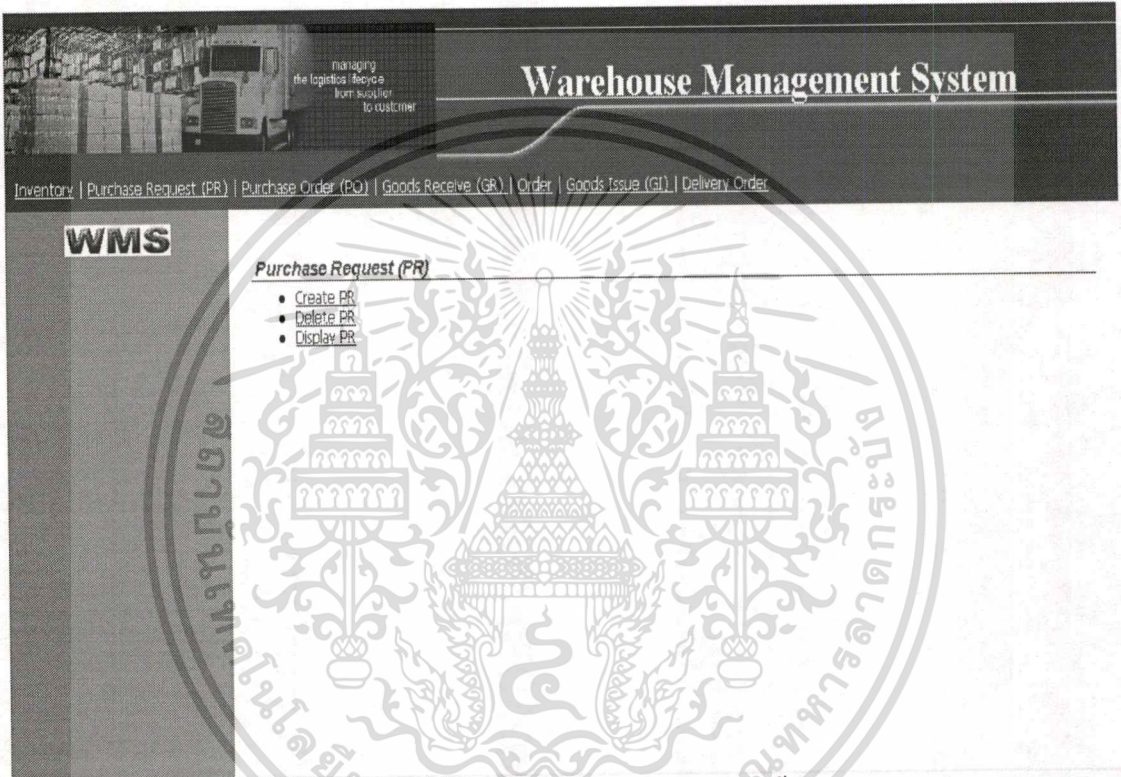 managing
the logistics lifecycle
from supplier
to customer
Warehouse Management System
Inventory | Purchase Request (PR) | Purchase Order (PO) | Goods Receive (GR) | Order | Goods Issue (GI) | Delivery Order
WMS
Purchase Request (PR)
• Create PR
• Delete PR
• Display PR